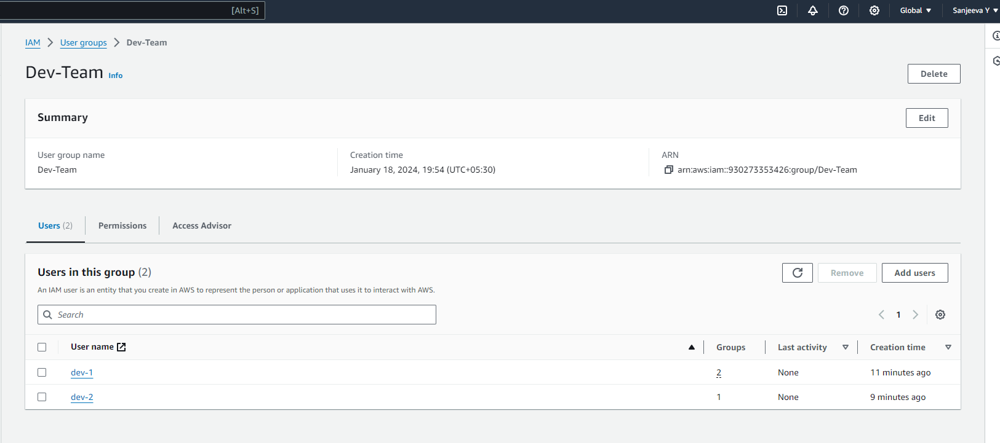 [Alt+S] Global Sanjeeva Y
IAM User groups Dev-Team
Dev-Team Info
Delete
Summary
Edit
User group name
Dev-Team
Creation time
January 18, 2024, 19:54 (UTC+05:30)
ARN
arn:aws:iam::930273353426:group/Dev-Team
Users (2) Permissions Access Advisor
Users in this group (2)
Remove Add users
An IAM user is an entity that you create in AWS to represent the person or application that uses it to interact with AWS.
Search
1
User name Groups Last activity Creation time
dev-1 2 None 11 minutes ago
dev-2 1 None 9 minutes ago